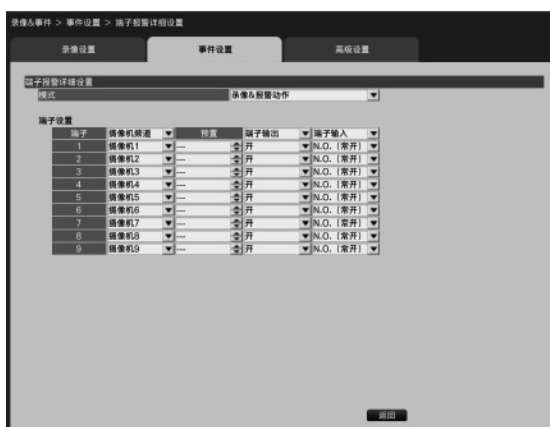 录像&事件 > 事件设置 > 端子报警详细设置
录像设置 事件设置 高级设置
端子报警详细设置
模式 录像&报警动作
端子设置
端子 摄像机频道 预置 端子输出 端子输入
1 摄像机1 --- 开 N.O.（常开）
2 摄像机2 --- 开 N.O.（常开）
3 摄像机3 --- 开 N.O.（常开）
4 摄像机4 --- 开 N.O.（常开）
5 摄像机5 --- 开 N.O.（常开）
6 摄像机6 --- 开 N.O.（常开）
7 摄像机7 --- 开 N.O.（常开）
8 摄像机8 --- 开 N.O.（常开）
9 摄像机9 --- 开 N.O.（常开）
返回